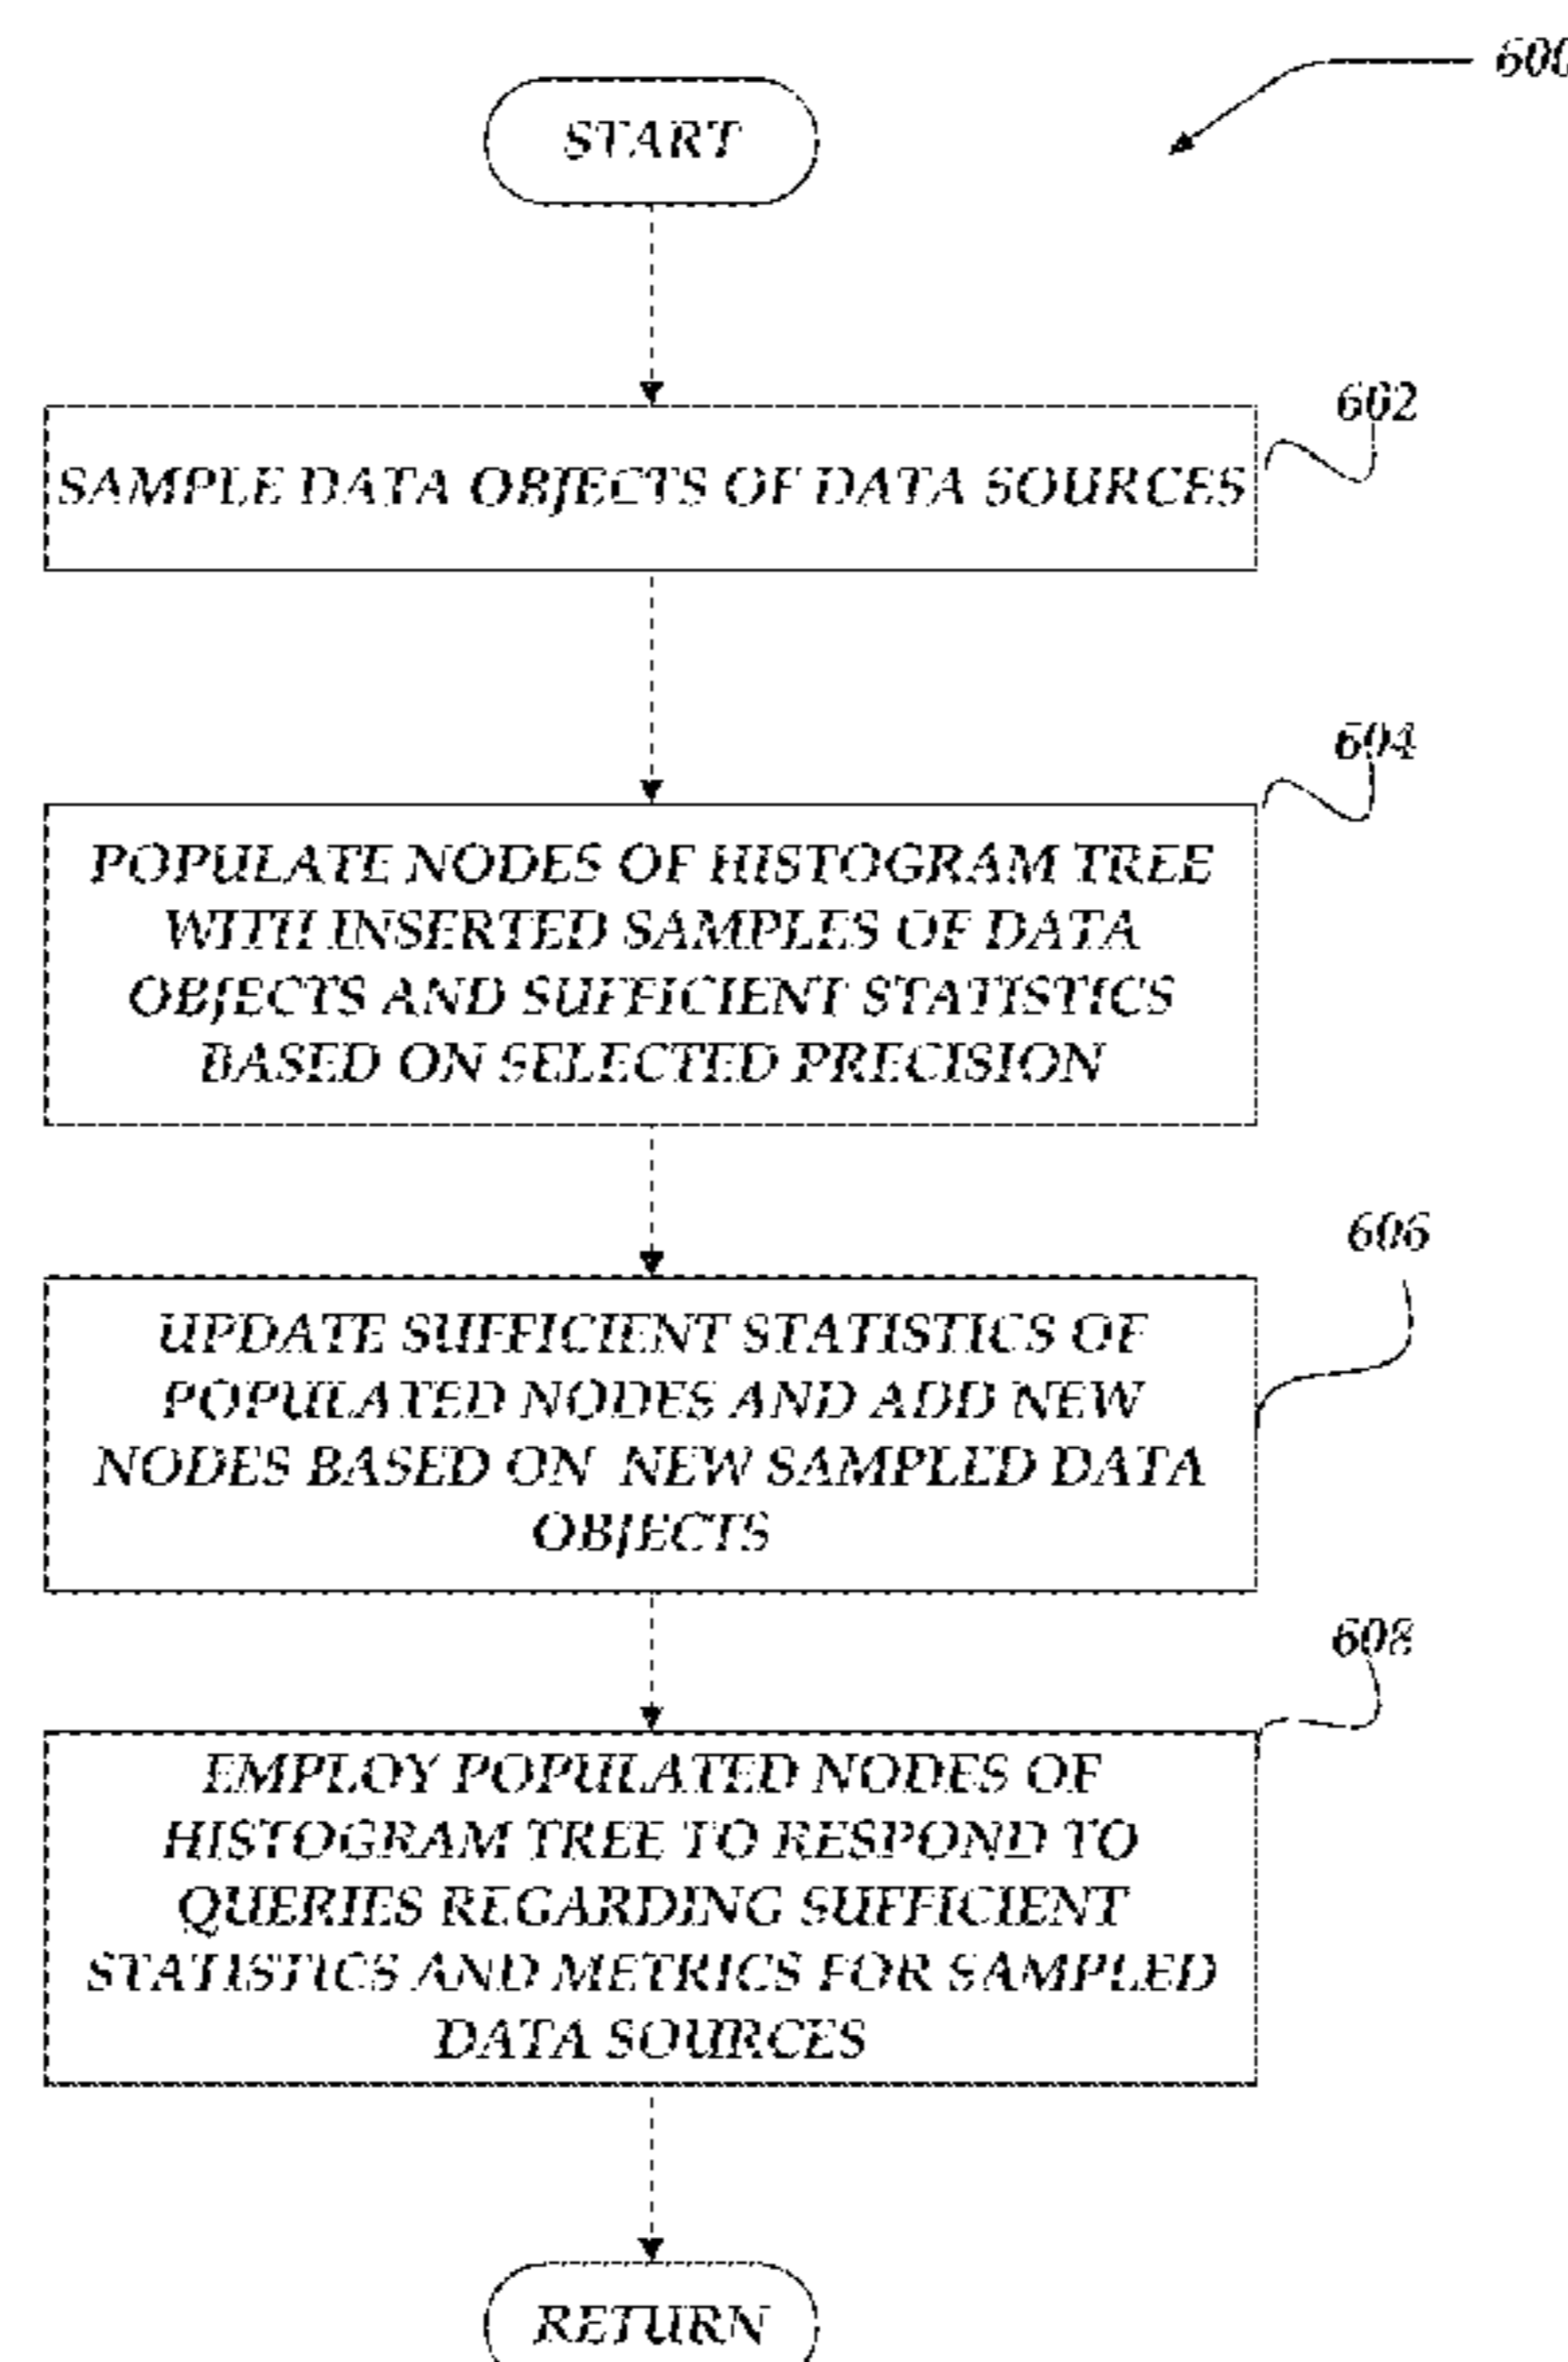 600
START
602
SAMPLE DATA OBJECTS OF DATA SOURCES
604
POPULATE NODES OF HISTOGRAM TREE
WITH INSERTED SAMPLES OF DATA
OBJECTS AND SUFFICIENT STATISTICS
BASED ON SELECTED PRECISION
606
UPDATE SUFFICIENT STATISTICS OF
POPULATED NODES AND ADD NEW
NODES BASED ON NEW SAMPLED DATA
OBJECTS
608
EMPLOY POPULATED NODES OF
HISTOGRAM TREE TO RESPOND TO
QUERIES REGARDING SUFFICIENT
STATISTICS AND METRICS FOR SAMPLED
DATA SOURCES
RETURN